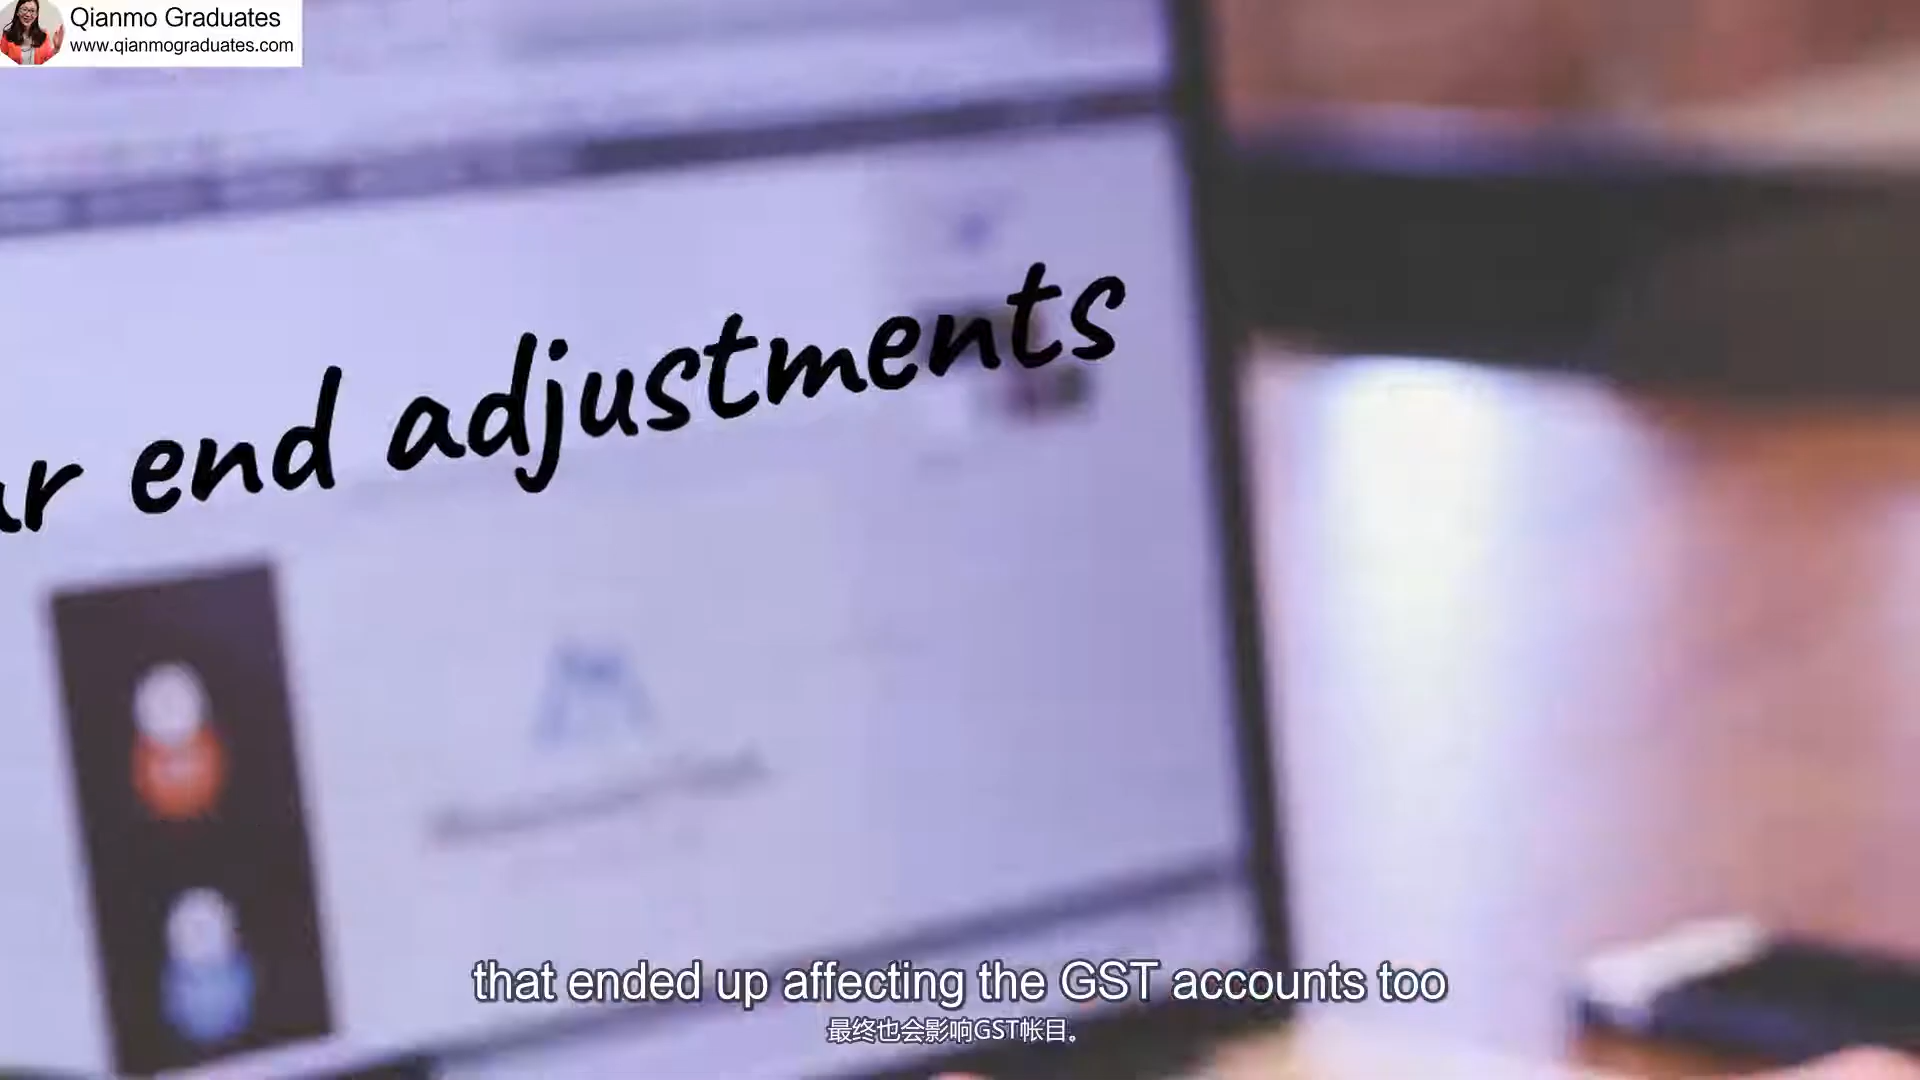 Qianmo Graduates
www.qianmograduates.com
end adjustments
that ended up affecting the GST accounts too
最终也会影响GST帐目。